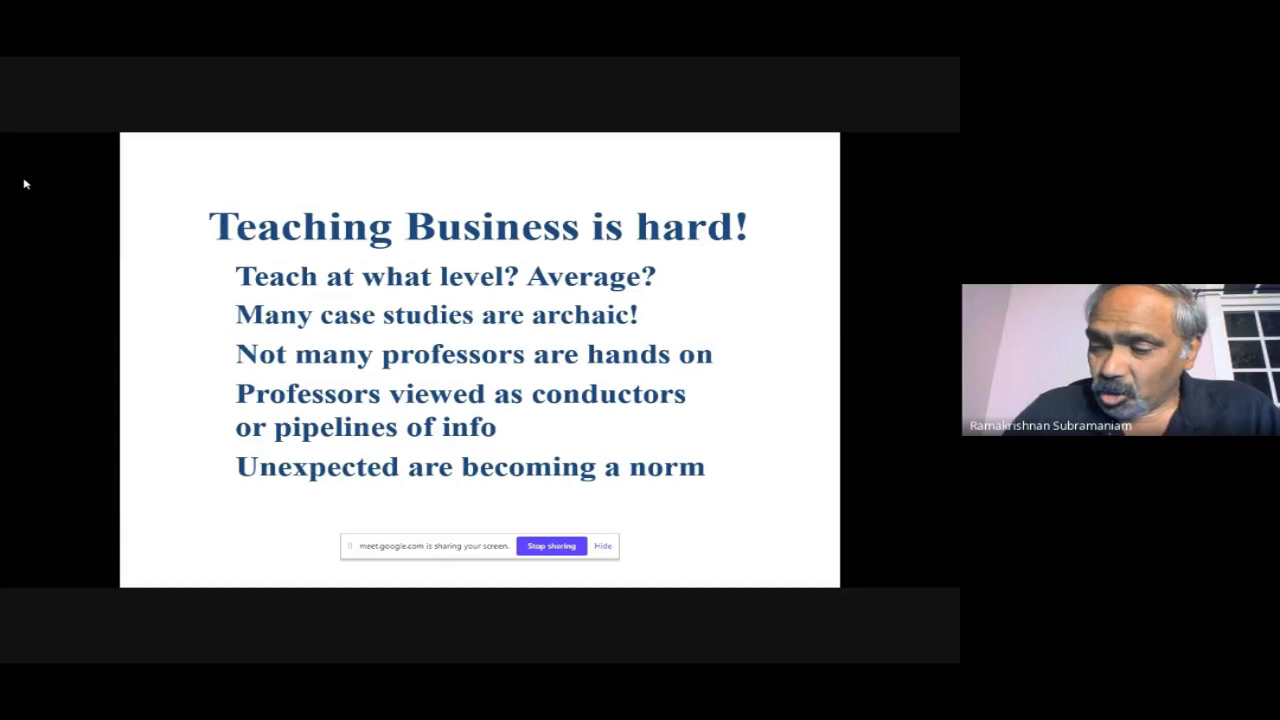 Teaching Business is hard!
Teach at what level? Average?
Many case studies are archaic!
Not many professors are hands on
Professors viewed as conductors
or pipelines of info
Unexpected are becoming a norm
meet.google.com is sharing your screen. Stop sharing Hide
Ramakrishnan Subramaniam